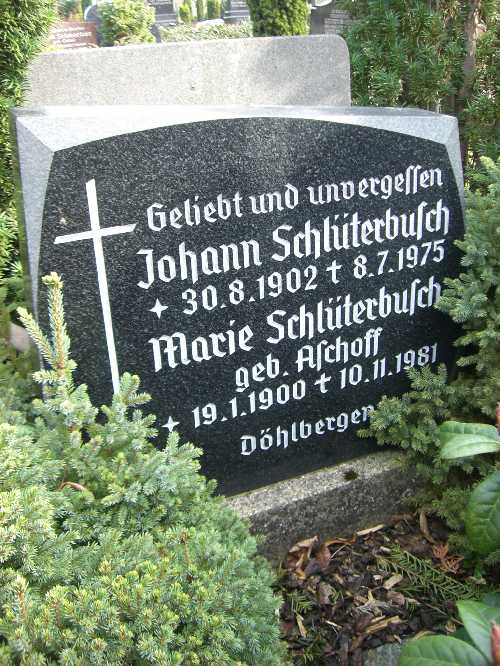 Geliebt und unvergeſſen
Johann Schlüterbuſch
✦ 30.8.1902 ✝ 8.7.1975
Marie Schlüterbuſch
geb. Aſchoff
✦ 19.1.1900 ✝ 10.11.1981
Döhlbergen